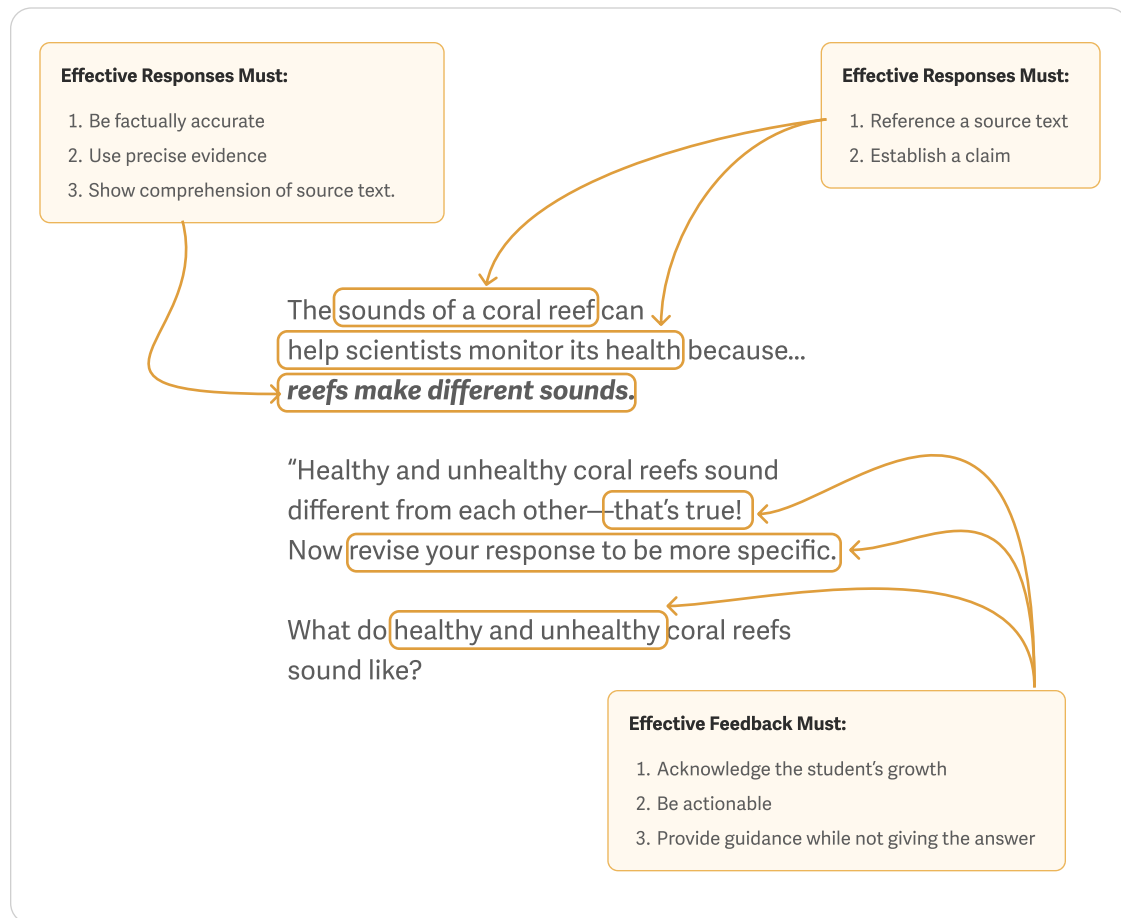 Effective Responses Must:
1. Be factually accurate
2. Use precise evidence
3. Show comprehension of source text.
Effective Responses Must:
1. Reference a source text
2. Establish a claim
The sounds of a coral reef can
help scientists monitor its health because...
reefs make different sounds.
“Healthy and unhealthy coral reefs sound
different from each other—that’s true!
Now revise your response to be more specific.
What do healthy and unhealthy coral reefs
sound like?
Effective Feedback Must:
1. Acknowledge the student’s growth
2. Be actionable
3. Provide guidance while not giving the answer